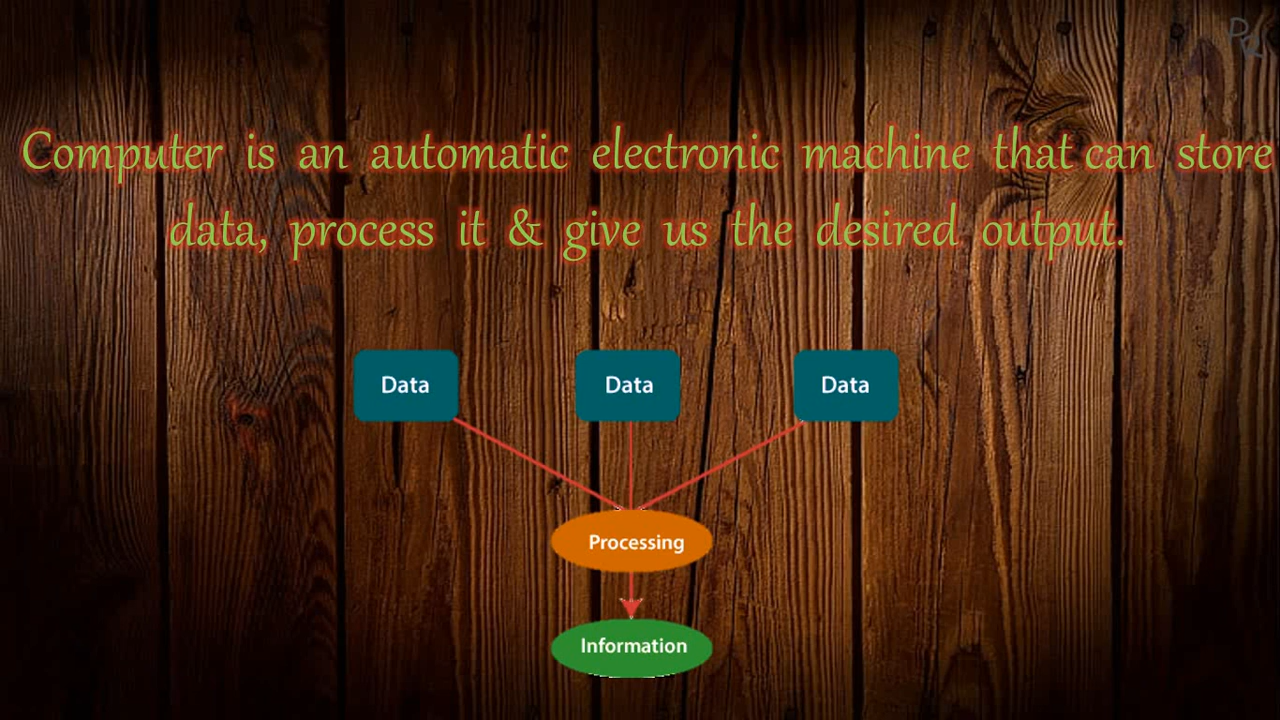 Computer is an automatic electronic machine that can store
data, process it & give us the desired output.
Data Data Data
Processing
Information